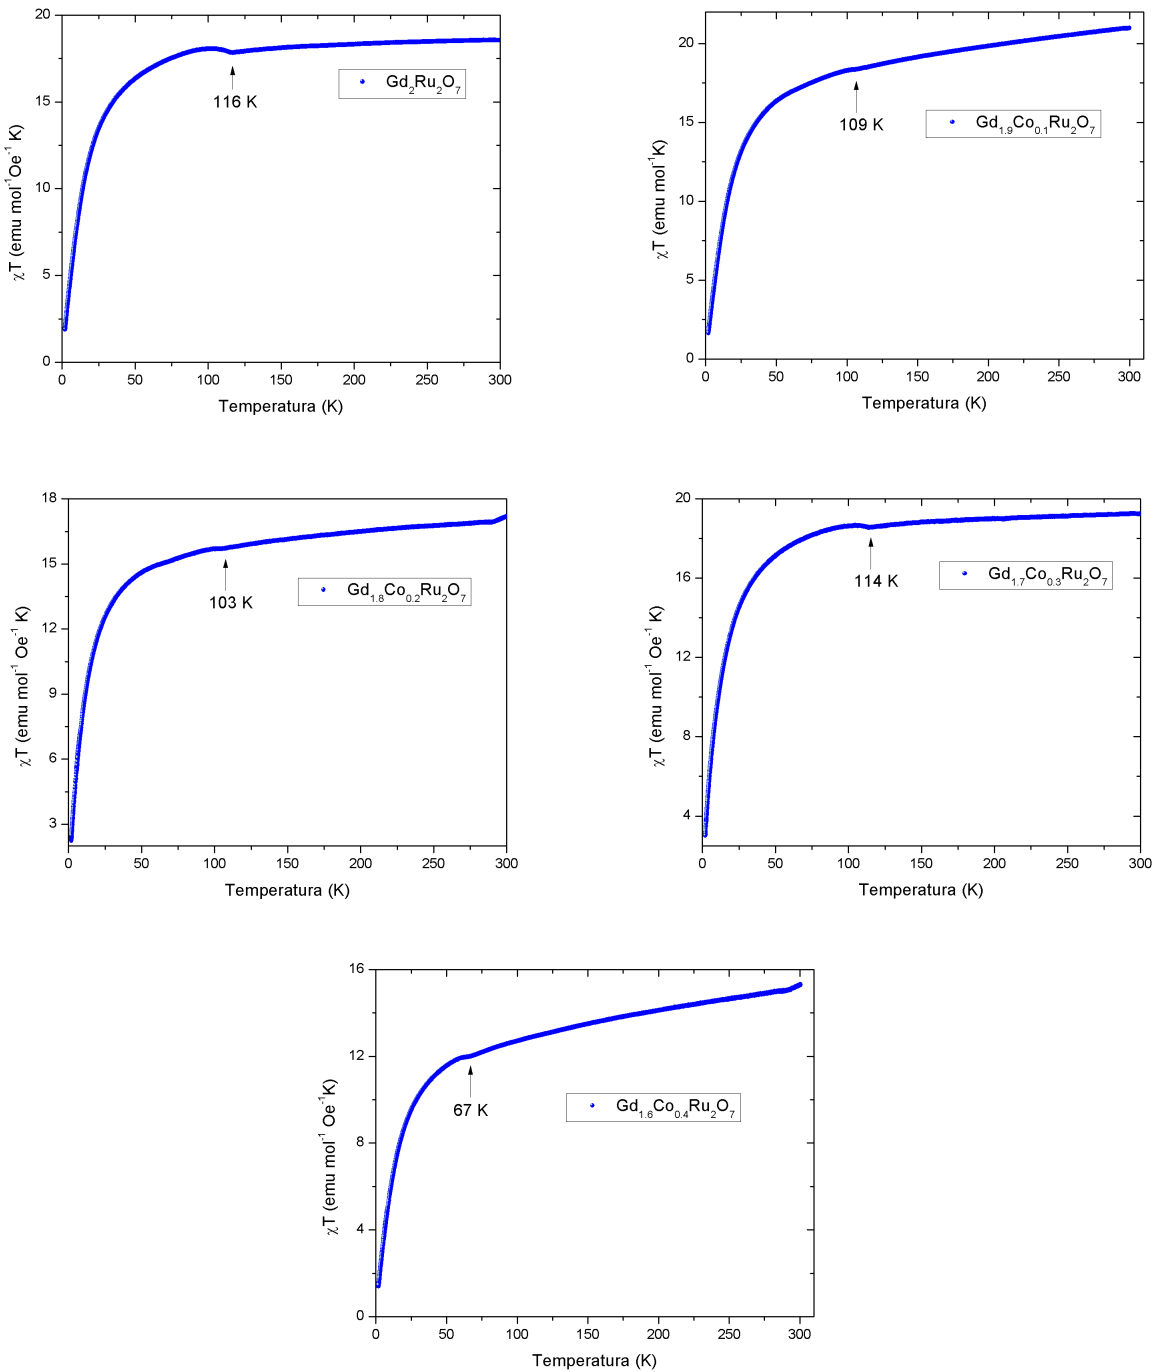 20
15
10
5
0
χT (emu mol⁻¹Oe⁻¹ K)
116 K
Gd₂Ru₂O₇
0 50 100 150 200 250 300
Temperatura (K)
20
15
10
5
0
χT (emu mol⁻¹K)
109 K
Gd₁.₉Co₀.₁Ru₂O₇
0 50 100 150 200 250 300
Temperatura (K)
18
15
12
9
6
3
χT (emu mol⁻¹ Oe⁻¹ K)
103 K
Gd₁.₈Co₀.₂Ru₂O₇
0 50 100 150 200 250 300
Temperatura (K)
20
16
12
8
4
χT (emu mol⁻¹ Oe⁻¹ K)
114 K
Gd₁.₇Co₀.₃Ru₂O₇
0 50 100 150 200 250 300
Temperatura (K)
16
12
8
4
0
χT (emu mol⁻¹ Oe⁻¹K)
67 K
Gd₁.₆Co₀.₄Ru₂O₇
0 50 100 150 200 250 300
Temperatura (K)